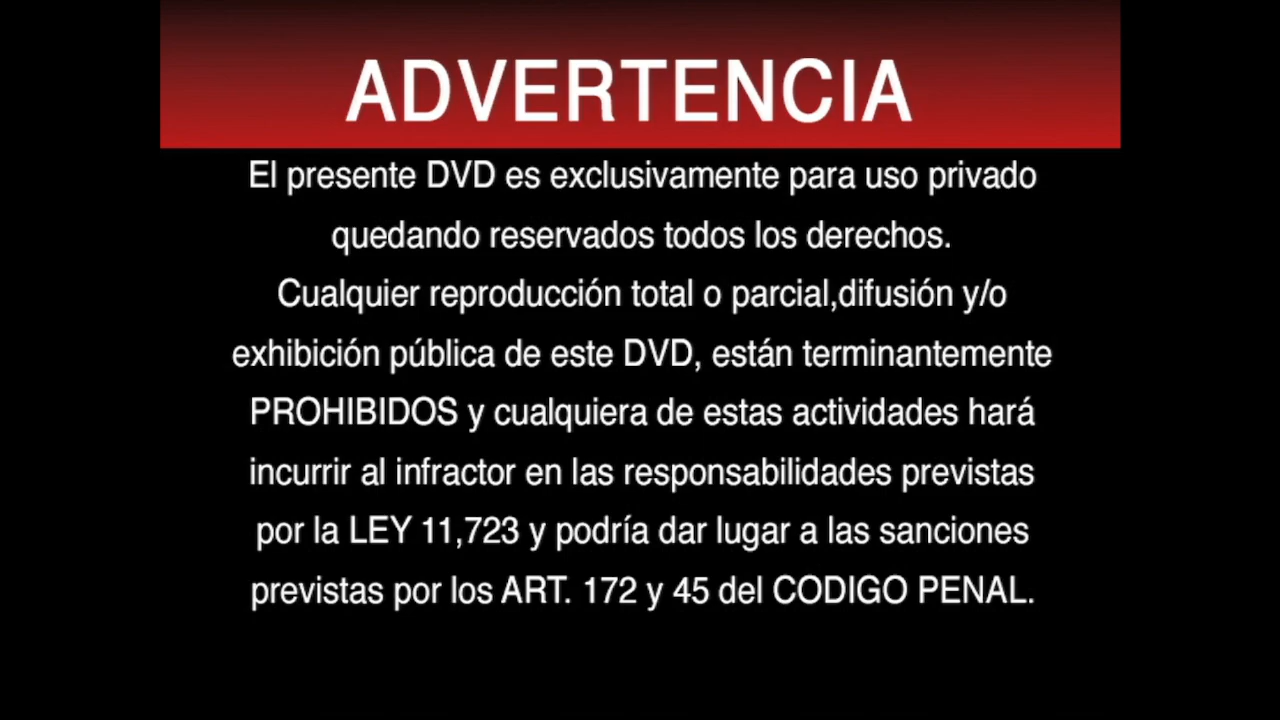 ADVERTENCIA
El presente DVD es exclusivamente para uso privado
quedando reservados todos los derechos.
Cualquier reproducción total o parcial,difusión y/o
exhibición pública de este DVD, están terminantemente
PROHIBIDOS y cualquiera de estas actividades hará
incurrir al infractor en las responsabilidades previstas
por la LEY 11,723 y podría dar lugar a las sanciones
previstas por los ART. 172 y 45 del CODIGO PENAL.